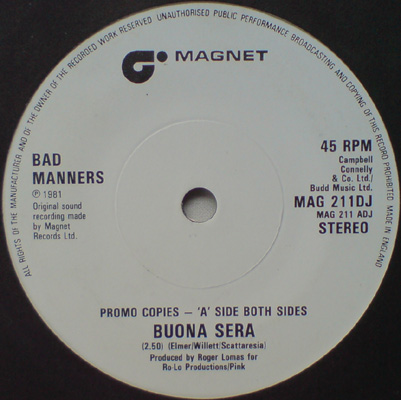 ALL RIGHTS OF THE MANUFACTURER AND OF THE OWNER OF THE RECORDED WORK RESERVED UNAUTHORISED PUBLIC PERFORMANCE BROADCASTING AND COPYING OF THIS RECORD PROHIBITED. MADE IN ENGLAND
MAGNET
BAD
MANNERS
℗ 1981
Original sound
recording made
by Magnet
Records Ltd.
45 RPM
Campbell
Connelly
& Co. Ltd./
Budd Music Ltd.
MAG 211DJ
MAG 211 ADJ
STEREO
PROMO COPIES – 'A' SIDE BOTH SIDES
BUONA SERA
(2.50) (Elmer/Willett/Scattaresia)
Produced by Roger Lomas for
Ro-Lo Productions/Pink